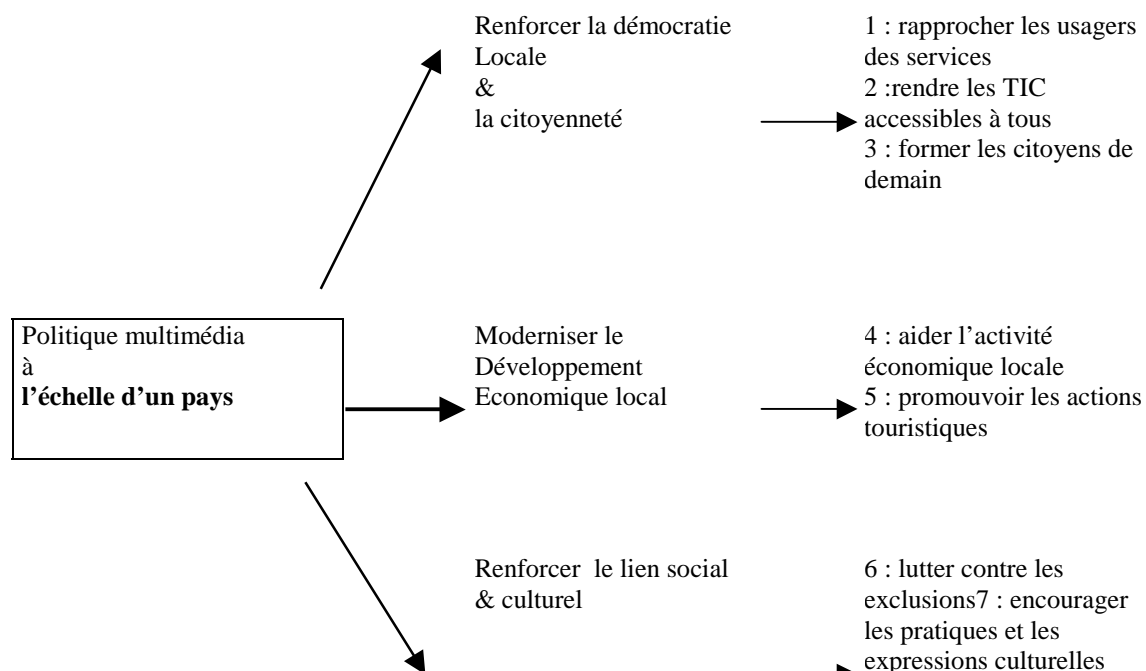 Renforcer la démocratie
Locale
&
la citoyenneté
1 : rapprocher les usagers
des services
2 :rendre les TIC
accessibles à tous
3 : former les citoyens de
demain
Politique multimédia
à
l’échelle d’un pays
Moderniser le
Développement
Economique local
4 : aider l’activité
économique locale
5 : promouvoir les actions
touristiques
Renforcer  le lien social
& culturel
6 : lutter contre les
exclusions7 : encourager
les pratiques et les
expressions culturelles